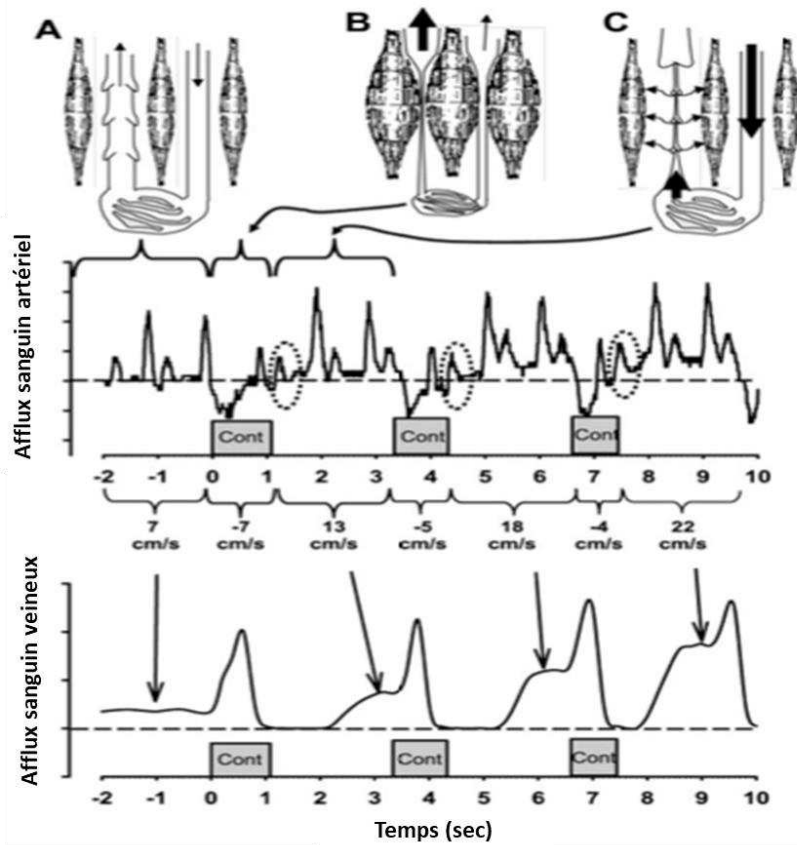 A
B
C
Afflux sanguin artériel
Cont
Cont
Cont
-2 -1 0 1 2 3 4 5 6 7 8 9 10
7 -7 13 -5 18 -4 22
cm/s cm/s cm/s cm/s cm/s cm/s cm/s
Afflux sanguin veineux
Cont
Cont
Cont
-2 -1 0 1 2 3 4 5 6 7 8 9 10
Temps (sec)